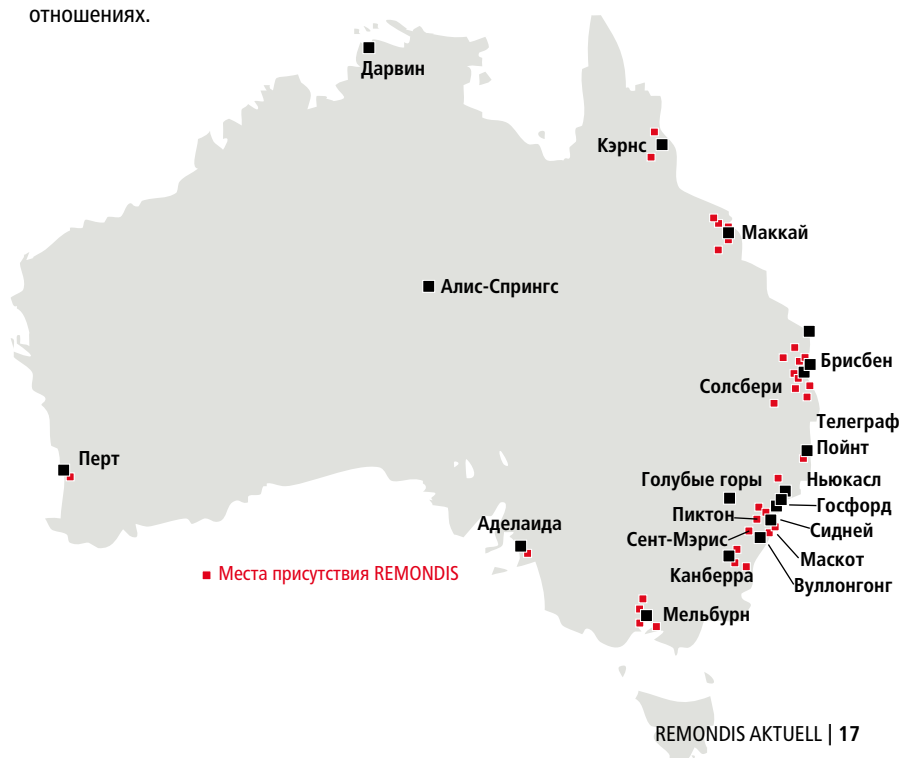 отношениях.
Дарвин
Кэрнс
Маккай
Алис-Спрингс
Брисбен
Солсбери
Телеграф
Пойнт
Перт
Голубые горы
Ньюкасл
Госфорд
Пиктон
Сидней
Аделаида
Сент-Мэрис
Маскот
Канберра
Вуллонгонг
Места присутствия REMONDIS
Мельбурн
REMONDIS AKTUELL | 17